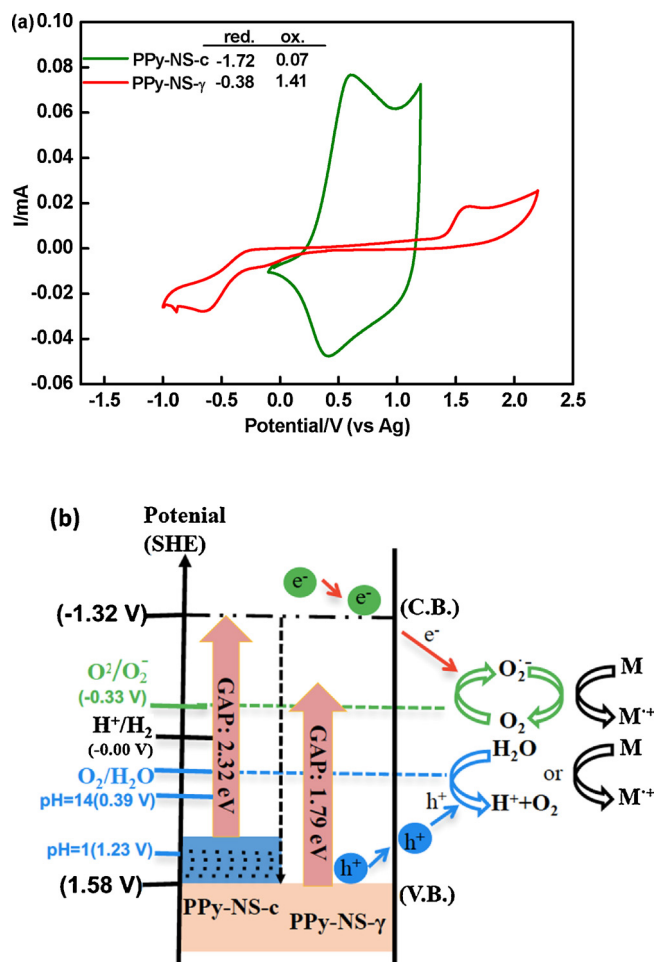 (a)
red. ox.
PPy-NS-c -1.72 0.07
PPy-NS-γ -0.38 1.41
0.10
0.08
0.06
0.04
0.02
0.00
-0.02
-0.04
-0.06
I/mA
-1.5 -1.0 -0.5 0.0 0.5 1.0 1.5 2.0 2.5
Potential/V (vs Ag)
(b)
Potenial
(SHE)
e- e-
(-1.32 V) (C.B.)
e-
O²/O₂⁻
(-0.33 V)
H⁺/H₂
(-0.00 V)
O₂/H₂O
pH=14(0.39 V)
pH=1(1.23 V)
(1.58 V)
GAP: 2.32 eV
GAP: 1.79 eV
PPy-NS-c PPy-NS-γ
h⁺ h⁺ h⁺
(V.B.)
O₂·⁻ M
O₂ M·⁺
H₂O or M
H⁺+O₂ M·⁺